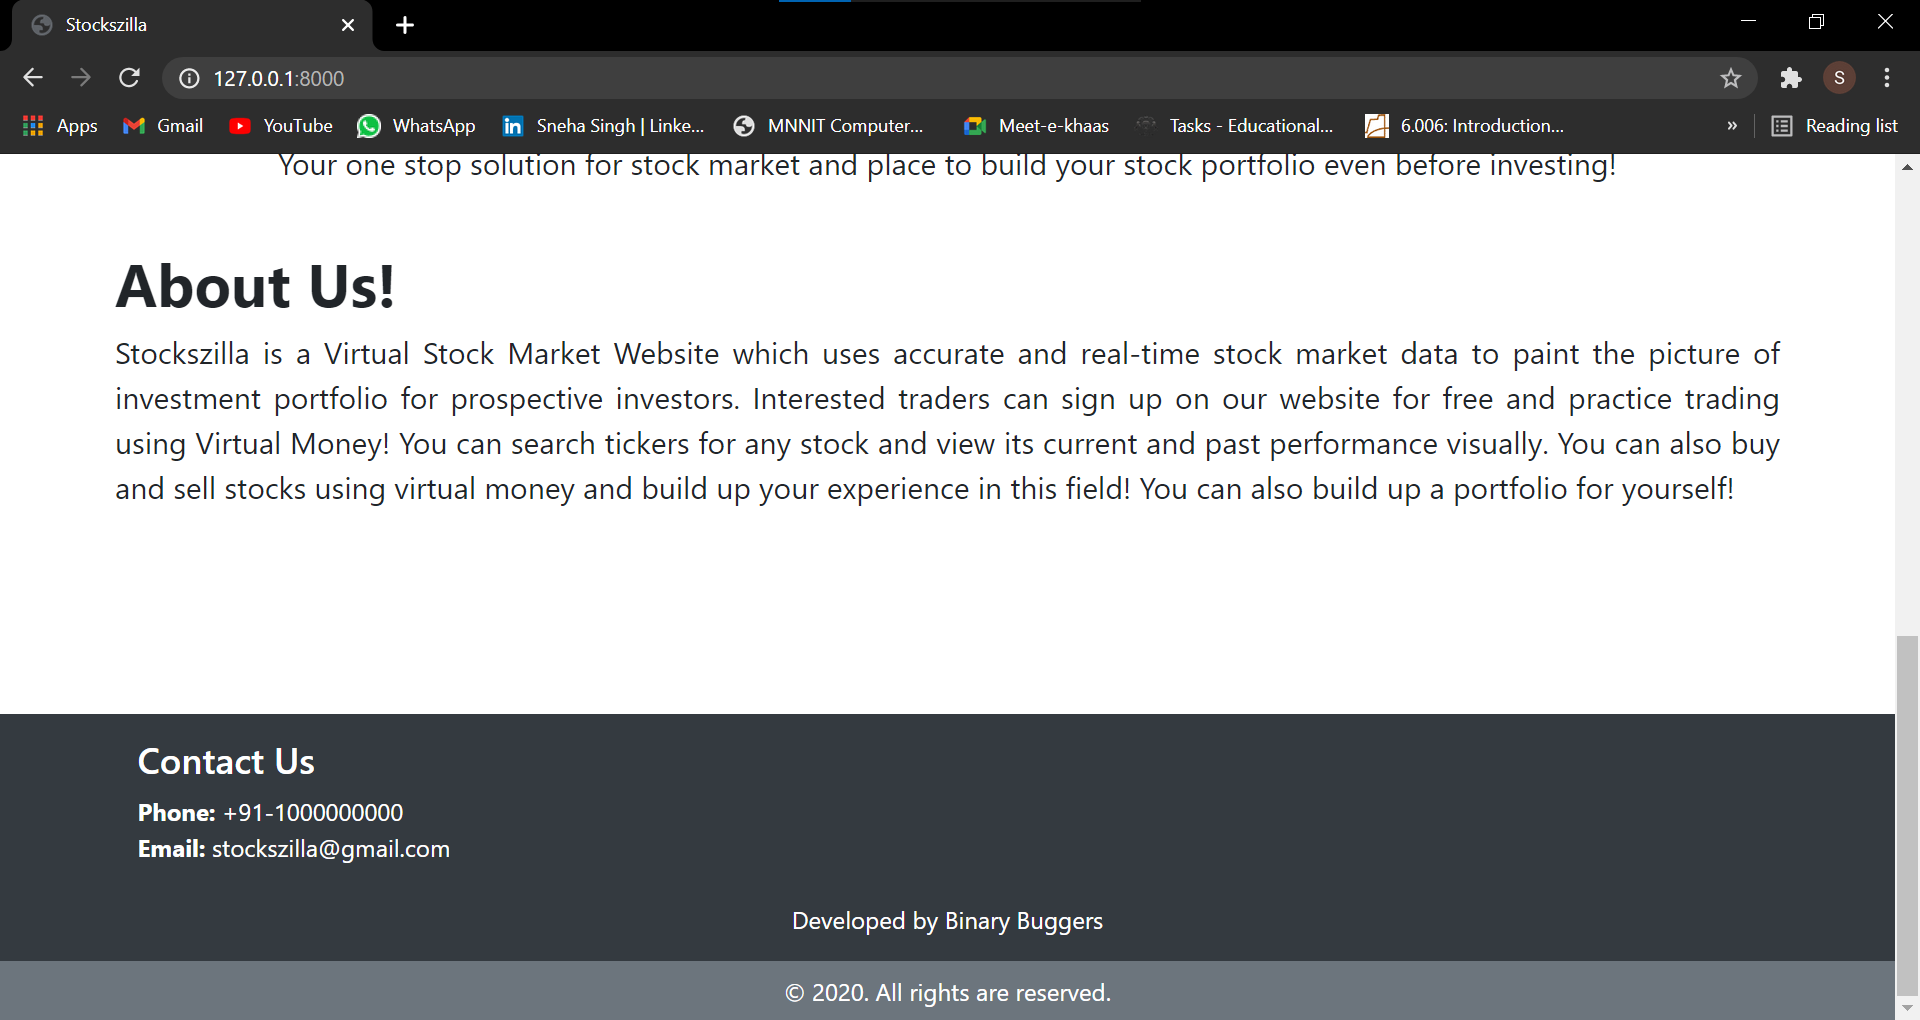 Stockszilla
127.0.0.1:8000
S
Apps Gmail YouTube WhatsApp Sneha Singh | Linke... MNNIT Computer... Meet-e-khaas Tasks - Educational... 6.006: Introduction... » Reading list
Your one stop solution for stock market and place to build your stock portfolio even before investing!
About Us!
Stockszilla is a Virtual Stock Market Website which uses accurate and real-time stock market data to paint the picture of
investment portfolio for prospective investors. Interested traders can sign up on our website for free and practice trading
using Virtual Money! You can search tickers for any stock and view its current and past performance visually. You can also buy
and sell stocks using virtual money and build up your experience in this field! You can also build up a portfolio for yourself!
Contact Us
Phone: +91-1000000000
Email: stockszilla@gmail.com
Developed by Binary Buggers
© 2020. All rights are reserved.